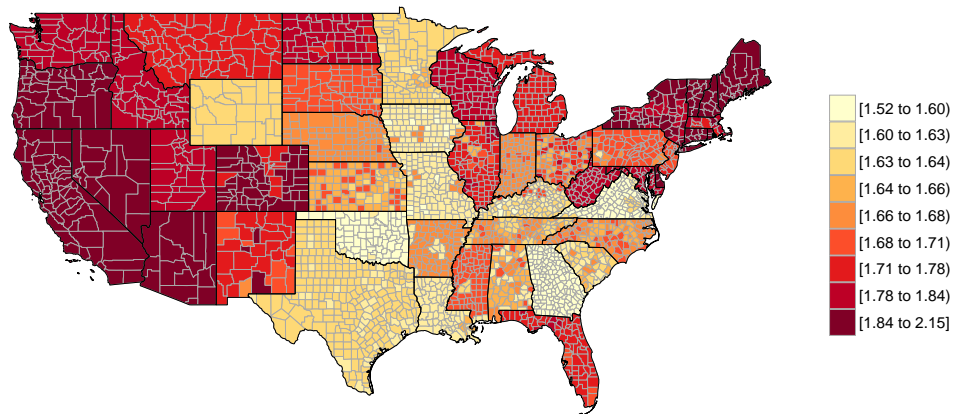 [1.52 to 1.60)
[1.60 to 1.63)
[1.63 to 1.64)
[1.64 to 1.66)
[1.66 to 1.68)
[1.68 to 1.71)
[1.71 to 1.78)
[1.78 to 1.84)
[1.84 to 2.15]